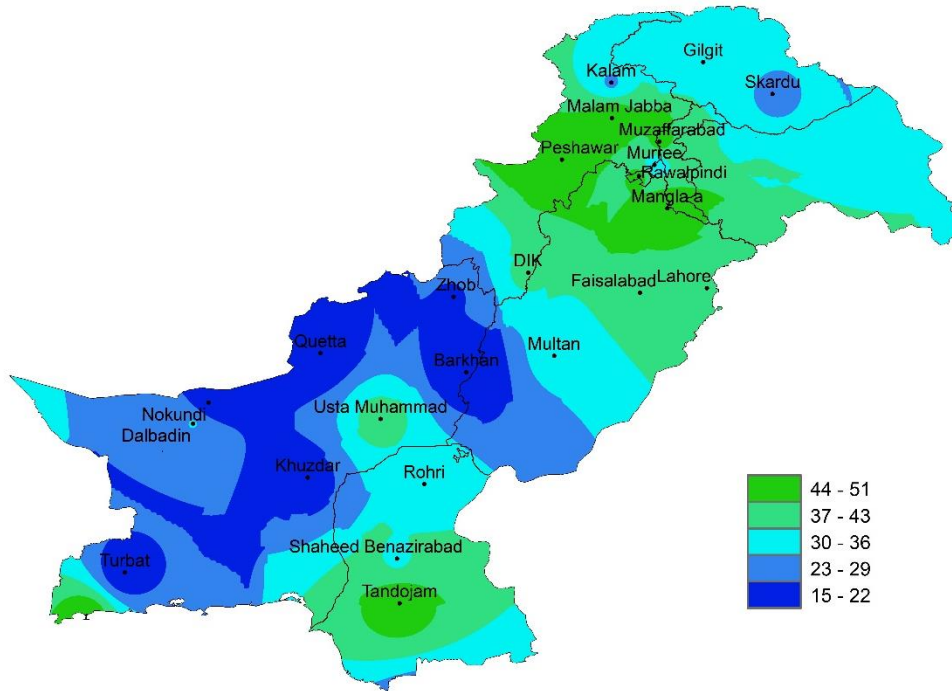 Gilgit
Kalam
Skardu
Malam Jabba
Muzaffarabad
Peshawar
Murree
Rawalpindi
Mangla a
DIK
Zhob
Faisalabad
Lahore
Quetta
Multan
Barkhan
Usta Muhammad
Nokundi
Dalbadin
Khuzdar
Rohri
Shaheed Benazirabad
Turbat
Tandojam
44 - 51
37 - 43
30 - 36
23 - 29
15 - 22